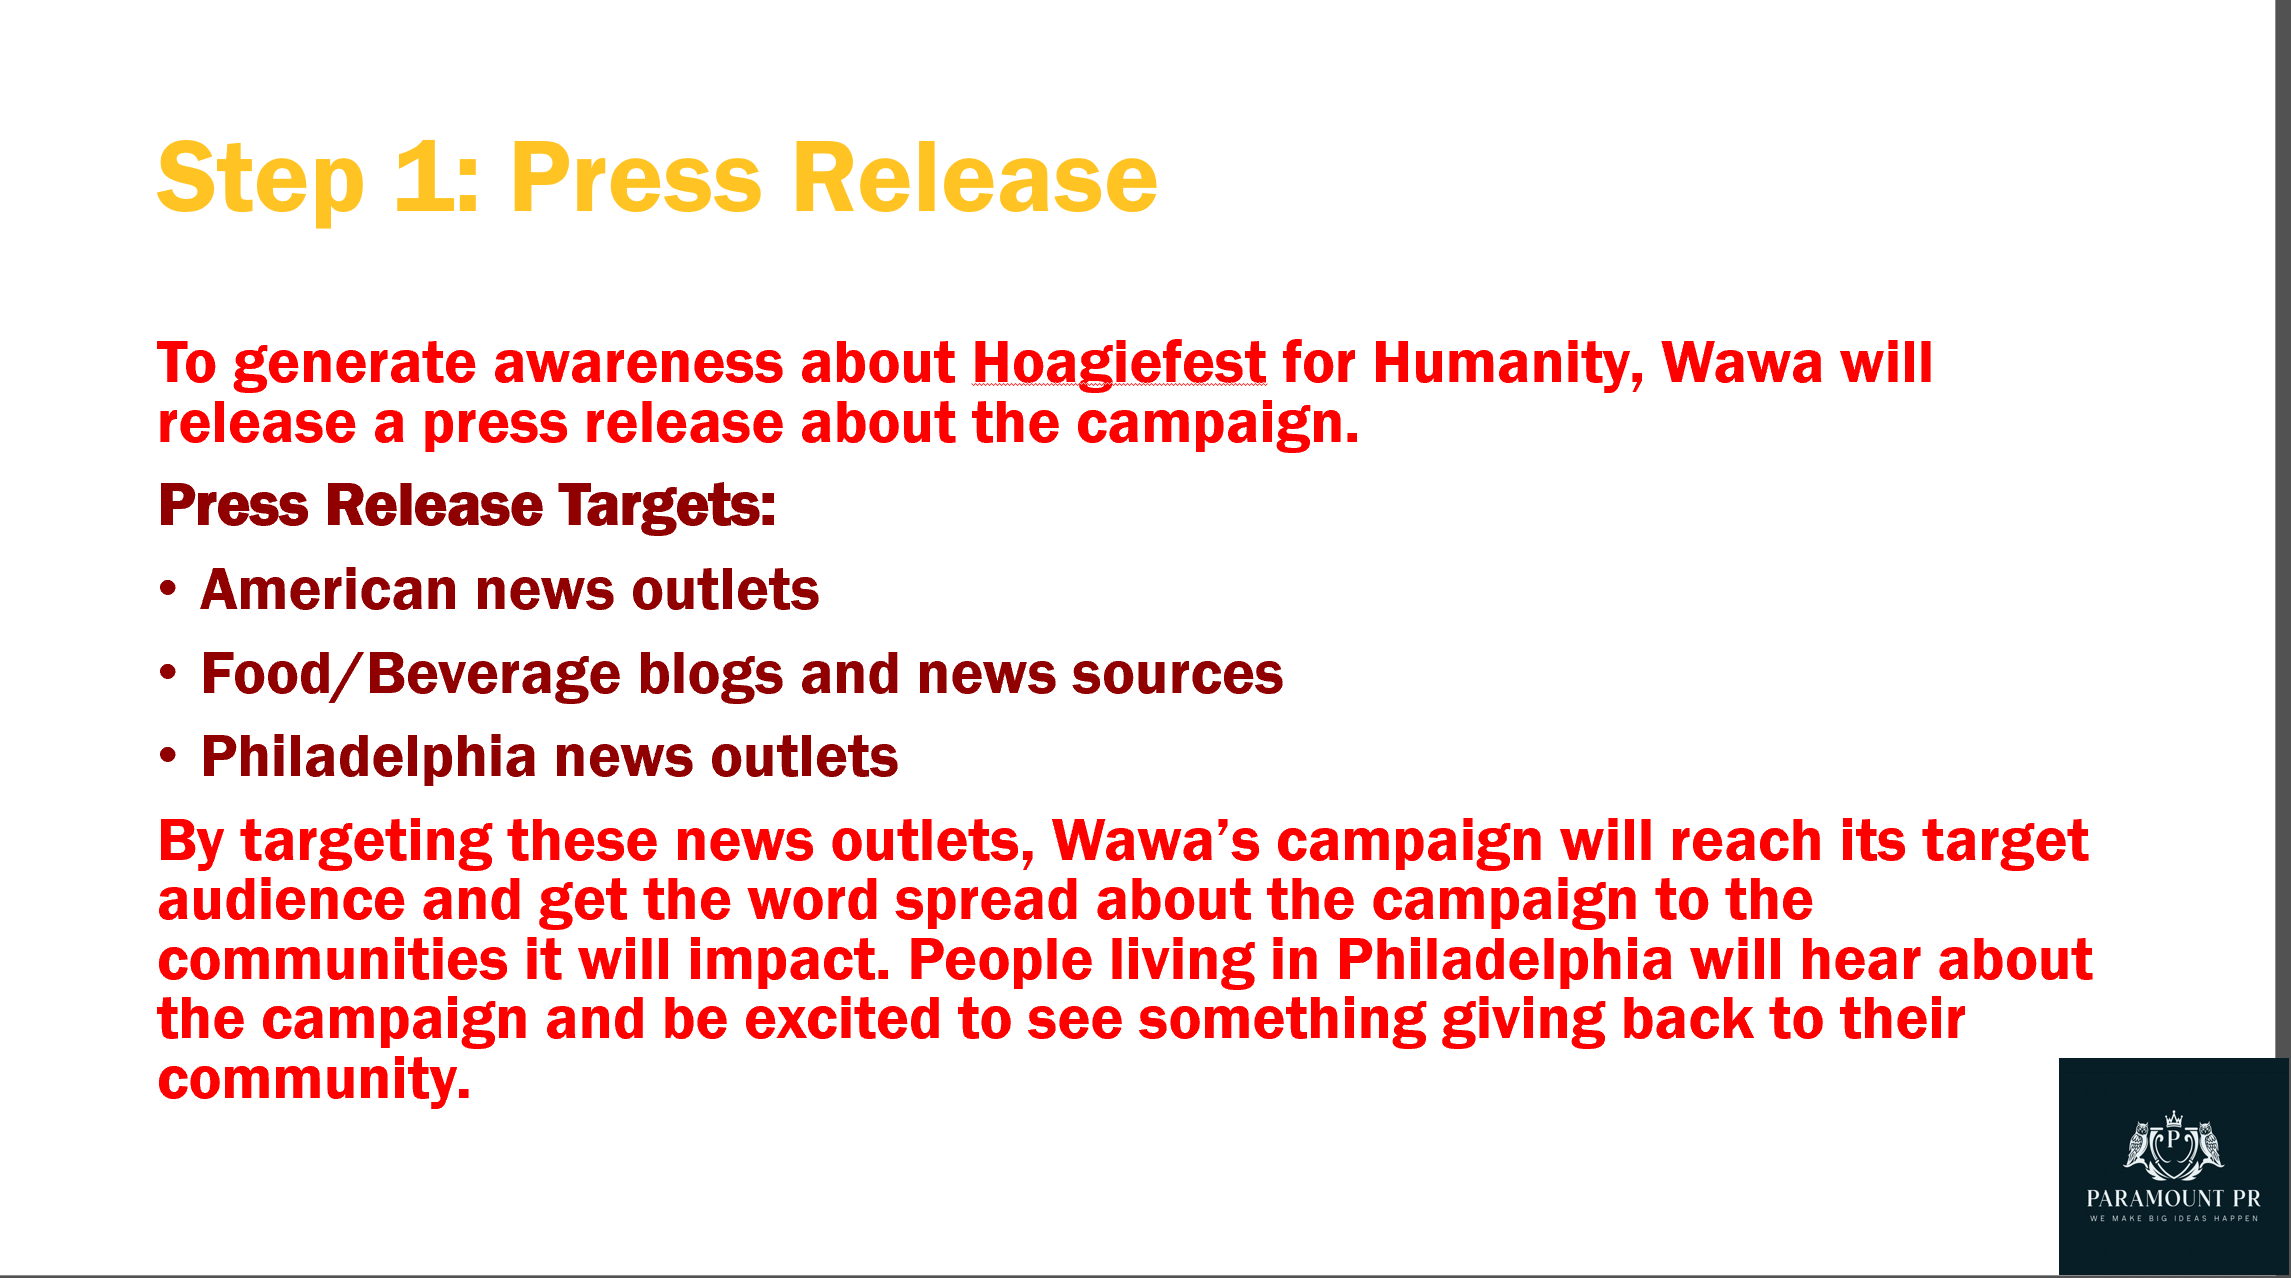 Step 1: Press Release
To generate awareness about Hoagiefest for Humanity, Wawa will
release a press release about the campaign.
Press Release Targets:
• American news outlets
• Food/Beverage blogs and news sources
• Philadelphia news outlets
By targeting these news outlets, Wawa’s campaign will reach its target
audience and get the word spread about the campaign to the
communities it will impact. People living in Philadelphia will hear about
the campaign and be excited to see something giving back to their
community.
P
PARAMOUNT PR
WE MAKE BIG IDEAS HAPPEN